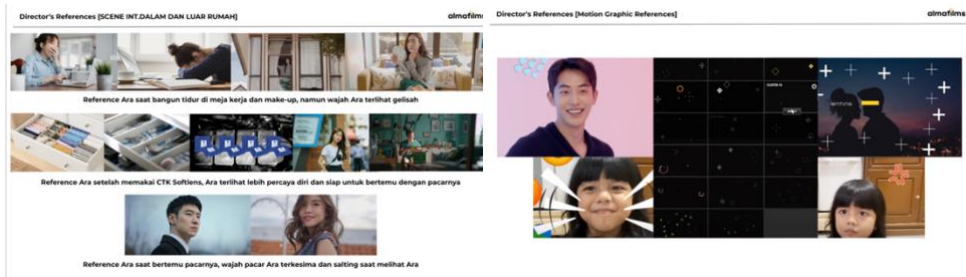 Director's References [SCENE INT.DALAM DAN LUAR RUMAH]
almafilms
Reference Ara saat bangun tidur di meja kerja dan make-up, namun wajah Ara terlihat gelisah
Reference Ara setelah memakai CTK Softlens, Ara terlihat lebih percaya diri dan siap untuk bertemu dengan pacarnya
Reference Ara saat bertemu pacarnya, wajah pacar Ara terkesima dan salting saat melihat Ara
Director's References [Motion Graphic References]
almafilms